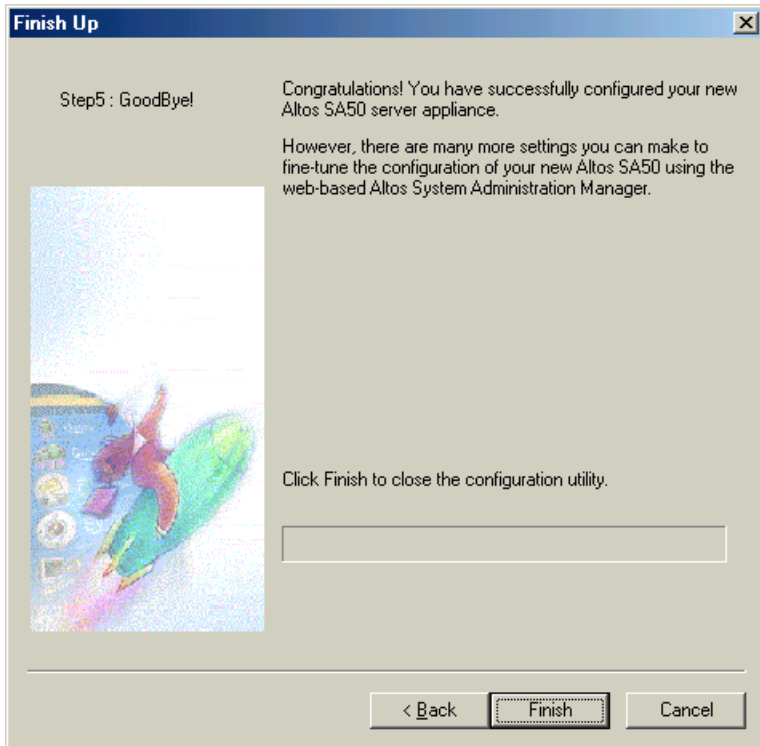 Finish Up
Step5 : GoodBye!
Congratulations! You have successfully configured your new
Altos SA50 server appliance.
However, there are many more settings you can make to
fine-tune the configuration of your new Altos SA50 using the
web-based Altos System Administration Manager.
Click Finish to close the configuration utility.
< Back
Finish
Cancel